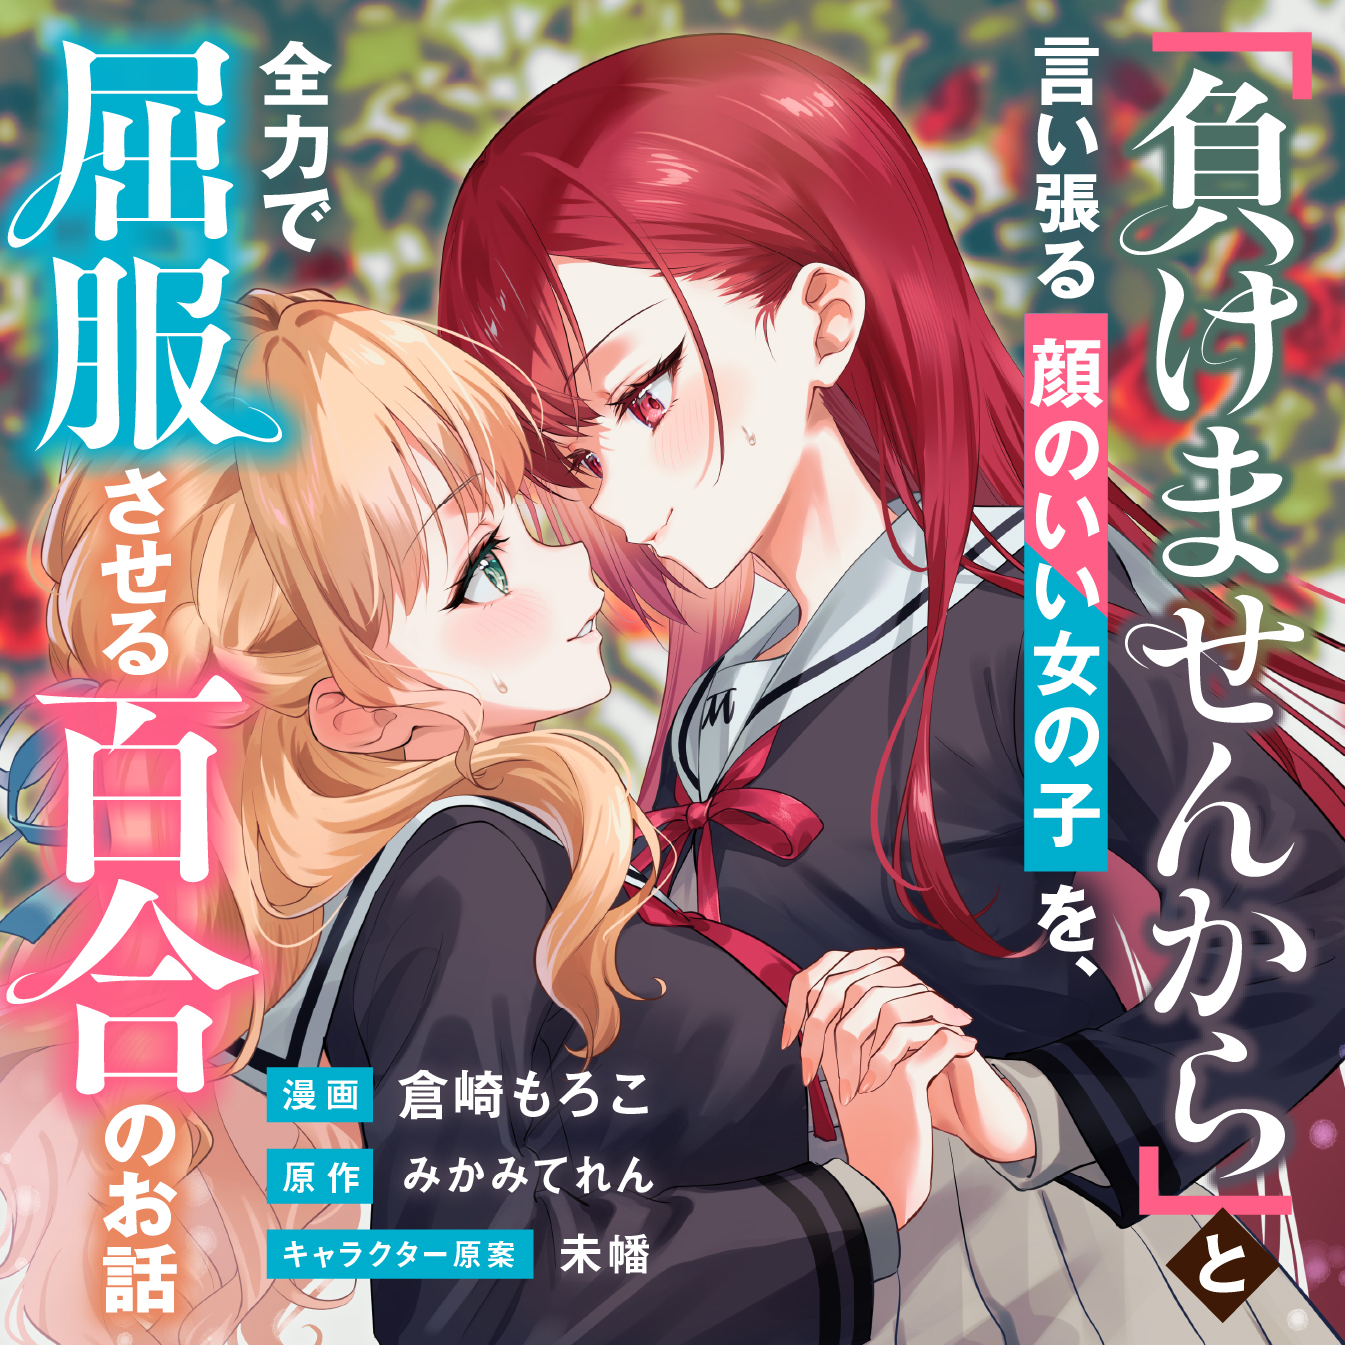 「負けませんから」と
言い張る顔のいい女の子を、
全力で
屈服させる百合のお話
漫画 倉崎もろこ
原作 みかみてれん
キャラクター原案 未幡